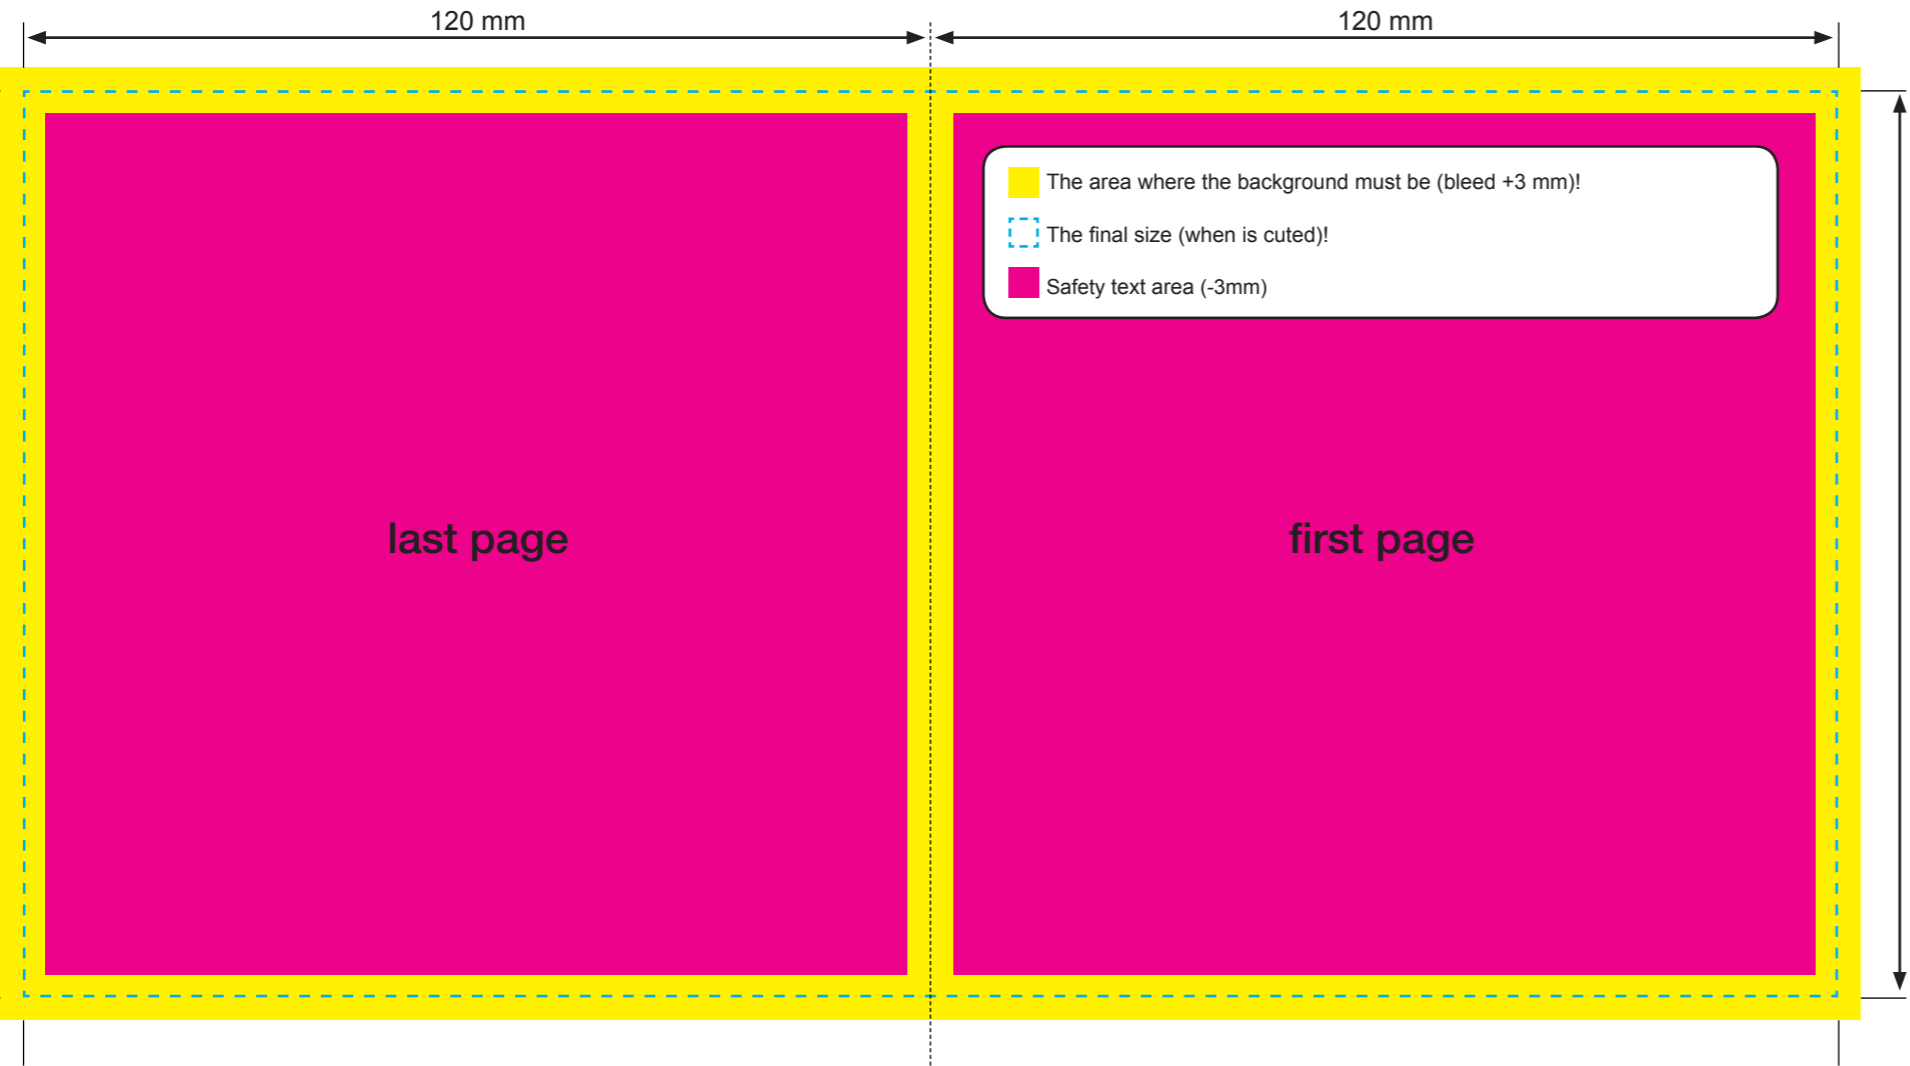 120 mm
120 mm
The area where the background must be (bleed +3 mm)!
The final size (when is cuted)!
Safety text area (-3mm)
last page
first page